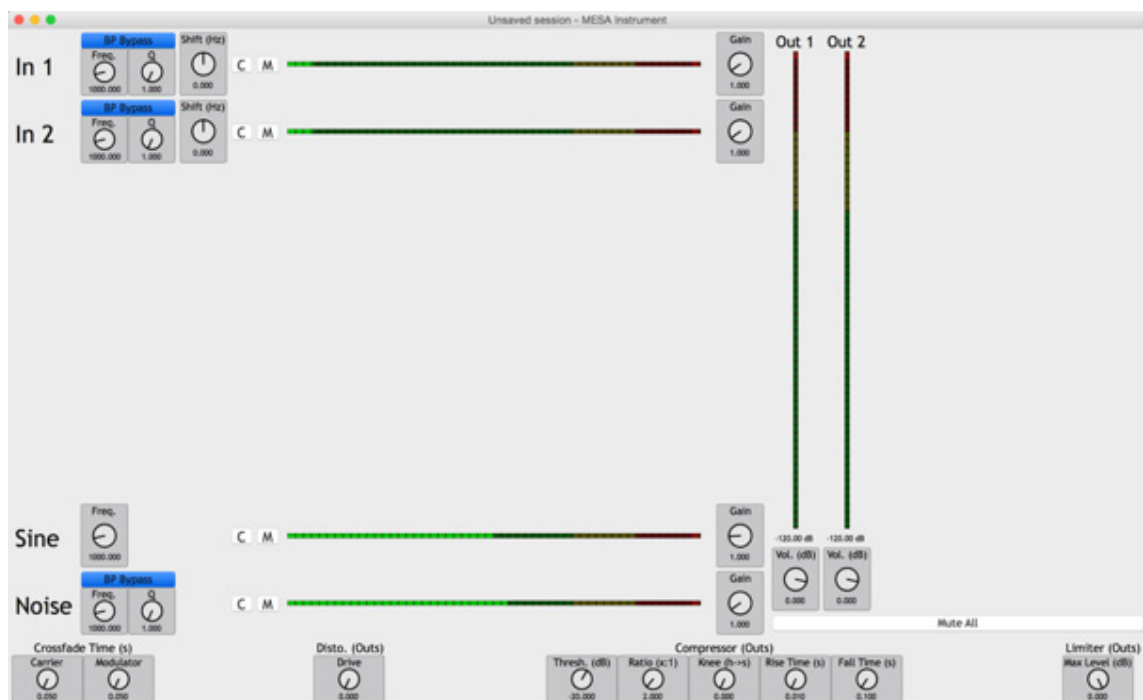 Unsaved session - MESA Instrument
In 1
BP Bypass
Freq.
Q
1000.000
1.000
Shift (Hz)
0.000
C
M
Gain
1.000
Out 1
Out 2
In 2
BP Bypass
Freq.
Q
1000.000
1.000
Shift (Hz)
0.000
C
M
Gain
1.000
Sine
Freq.
1000.000
C
M
Gain
1.000
-120.00 dB
-120.00 dB
Vol. (dB)
Vol. (dB)
0.000
0.000
Noise
BP Bypass
Freq.
Q
1000.000
1.000
C
M
Gain
1.000
Mute All
Crossfade Time (s)
Carrier
Modulator
0.050
0.050
Disto. (Outs)
Drive
0.000
Compressor (Outs)
Thresh. (dB)
Ratio (x:1)
Knee (h->s)
Rise Time (s)
Fall Time (s)
-20.000
2.000
0.000
0.010
0.100
Limiter (Outs)
Max Level (dB)
0.000